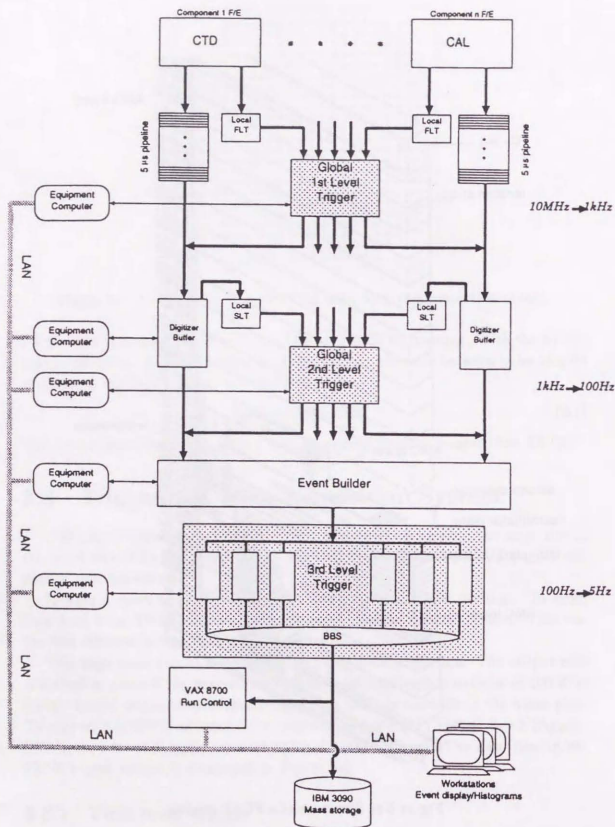 Component 1 F/E
Component n F/E
CTD
CAL
Local
FLT
Local
FLT
5 µs pipeline
5 µs pipeline
Global
1st Level
Trigger
Equipment
Computer
10MHz→1kHz
LAN
Local
SLT
Local
SLT
Digitizer
Buffer
Digitizer
Buffer
Equipment
Computer
Global
2nd Level
Trigger
Equipment
Computer
1kHz→100Hz
Equipment
Computer
Event Builder
LAN
3rd Level
Trigger
Equipment
Computer
100Hz→5Hz
BBS
LAN
VAX 8700
Run Control
LAN
LAN
IBM 3090
Mass storage
Workstations
Event display/Histograms